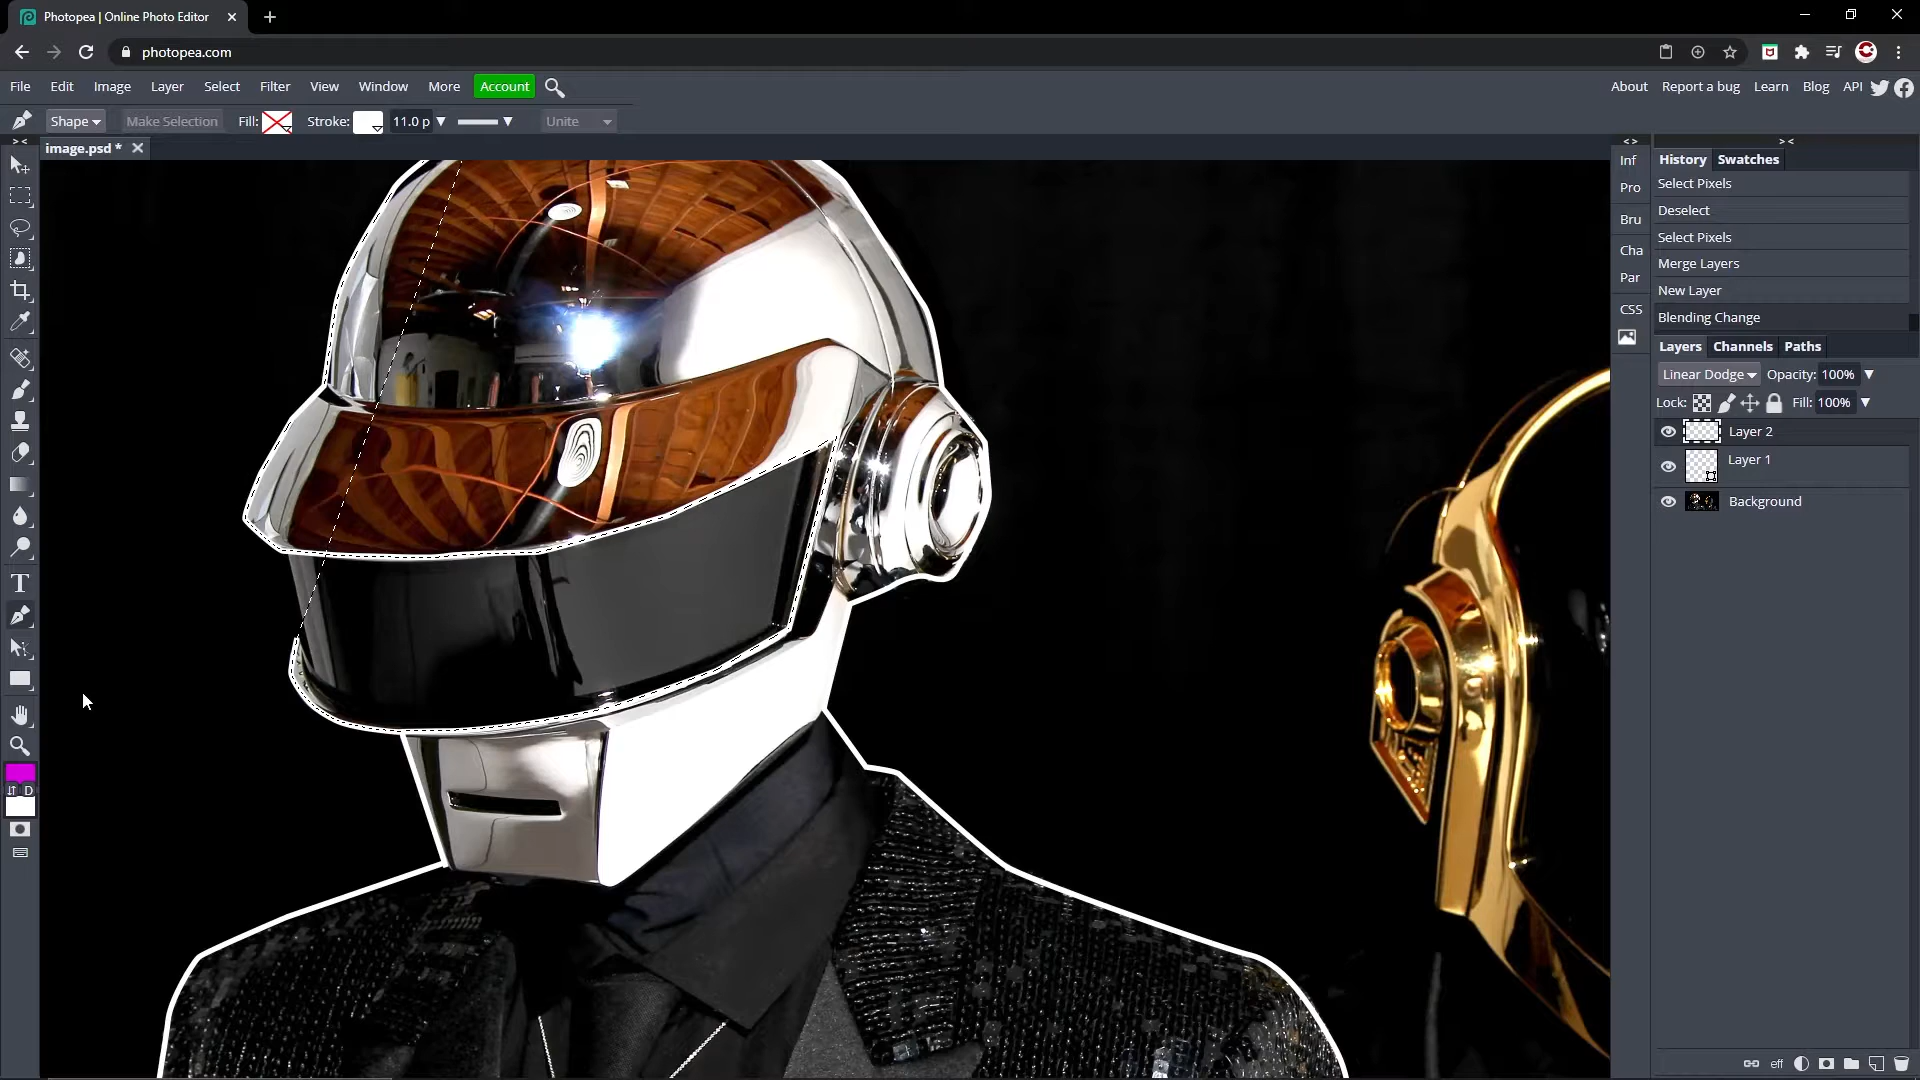 Photopea | Online Photo Editor
photopea.com
File Edit Image Layer Select Filter View Window More Account
About Report a bug Learn Blog API
Shape Make Selection Fill: Stroke: 11.0 p Unite
image.psd *
Inf
Pro
Bru
Cha
Par
CSS
History Swatches
Select Pixels
Deselect
Select Pixels
Merge Layers
New Layer
Blending Change
Layers Channels Paths
Linear Dodge Opacity: 100%
Lock: Fill: 100%
Layer 2
Layer 1
Background
T
D
eff